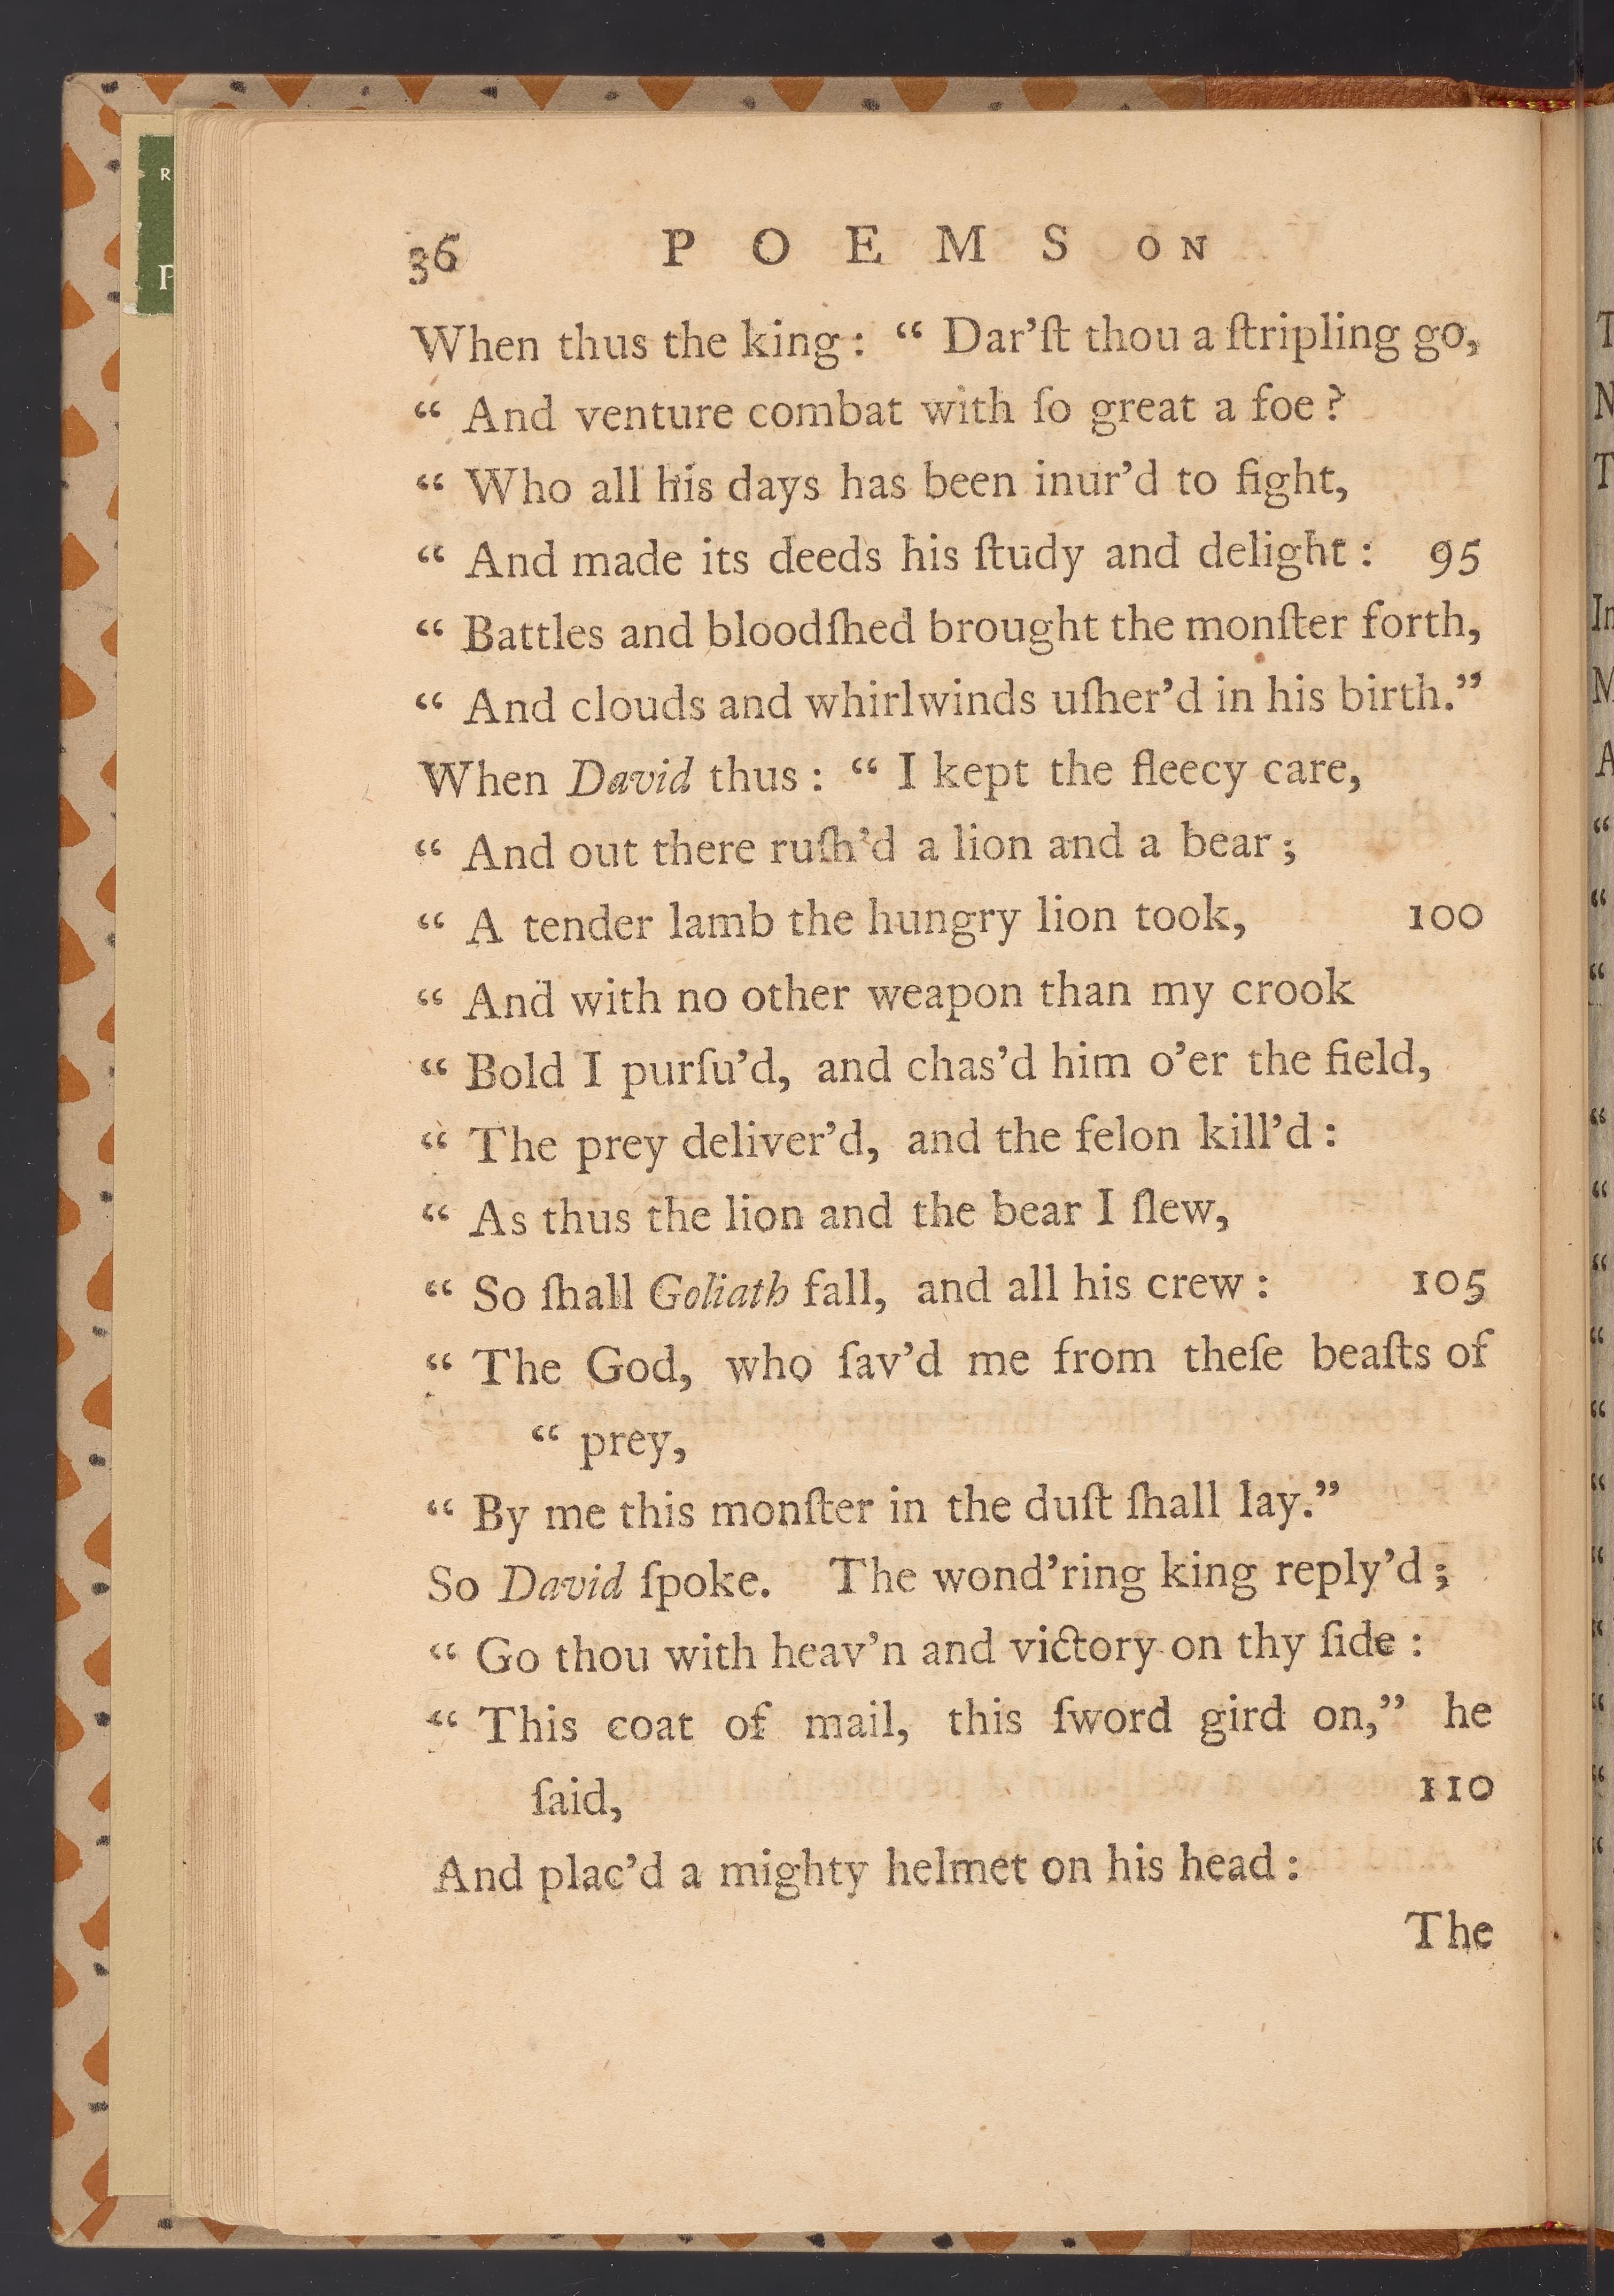 36 POEMS ON
When thus the king: “ Dar’ſt thou a ſtripling go,
“ And venture combat with ſo great a foe?
“ Who all his days has been inur’d to fight,
“ And made its deeds his ſtudy and delight: 95
“ Battles and bloodſhed brought the monſter forth,
“ And clouds and whirlwinds uſher’d in his birth.”
When David thus: “ I kept the fleecy care,
“ And out there ruſh’d a lion and a bear;
“ A tender lamb the hungry lion took, 100
“ And with no other weapon than my crook
“ Bold I purſu’d, and chas’d him o’er the field,
“ The prey deliver’d, and the felon kill’d:
“ As thus the lion and the bear I ſlew,
“ So ſhall Goliath fall, and all his crew: 105
“ The God, who ſav’d me from theſe beaſts of
“ prey,
“ By me this monſter in the duſt ſhall lay.”
So David ſpoke. The wond’ring king reply’d;
“ Go thou with heav’n and victory on thy ſide:
“ This coat of mail, this ſword gird on,” he
ſaid, 110
And plac’d a mighty helmet on his head:
The